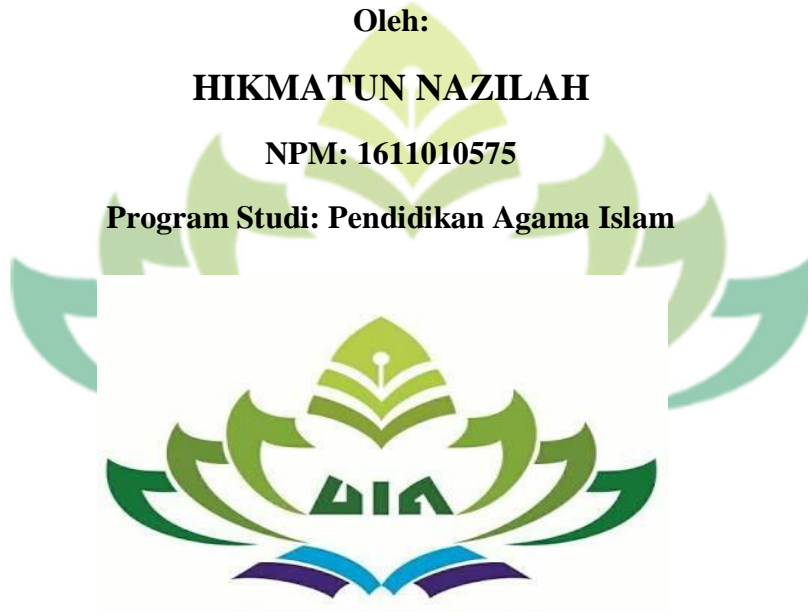 Oleh:
HIKMATUN NAZILAH
NPM: 1611010575
Program Studi: Pendidikan Agama Islam
UIN